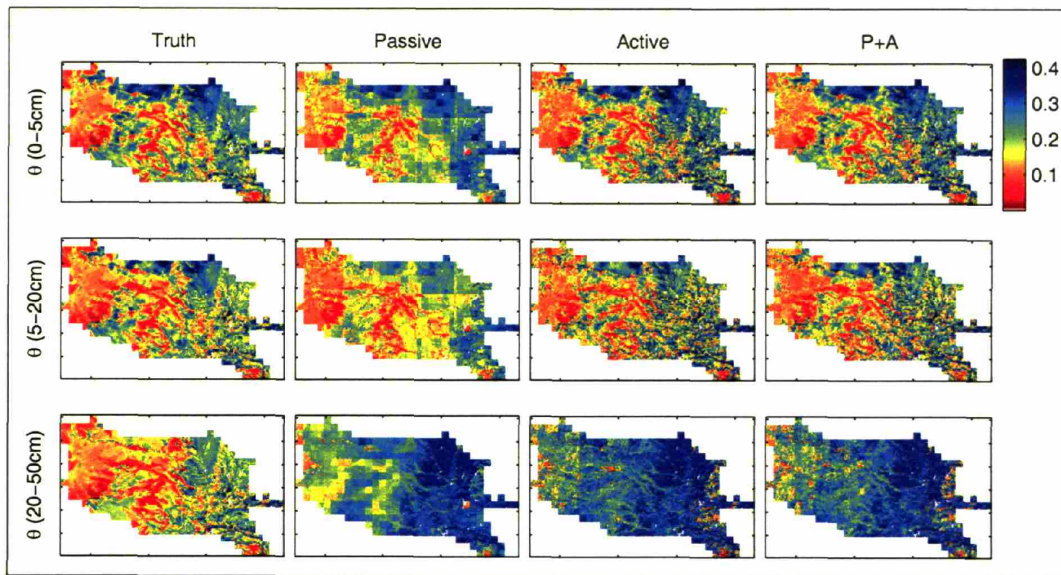 Truth
Passive
Active
P+A
θ (0−5cm)
θ (5−20cm)
θ (20−50cm)
0.4
0.3
0.2
0.1